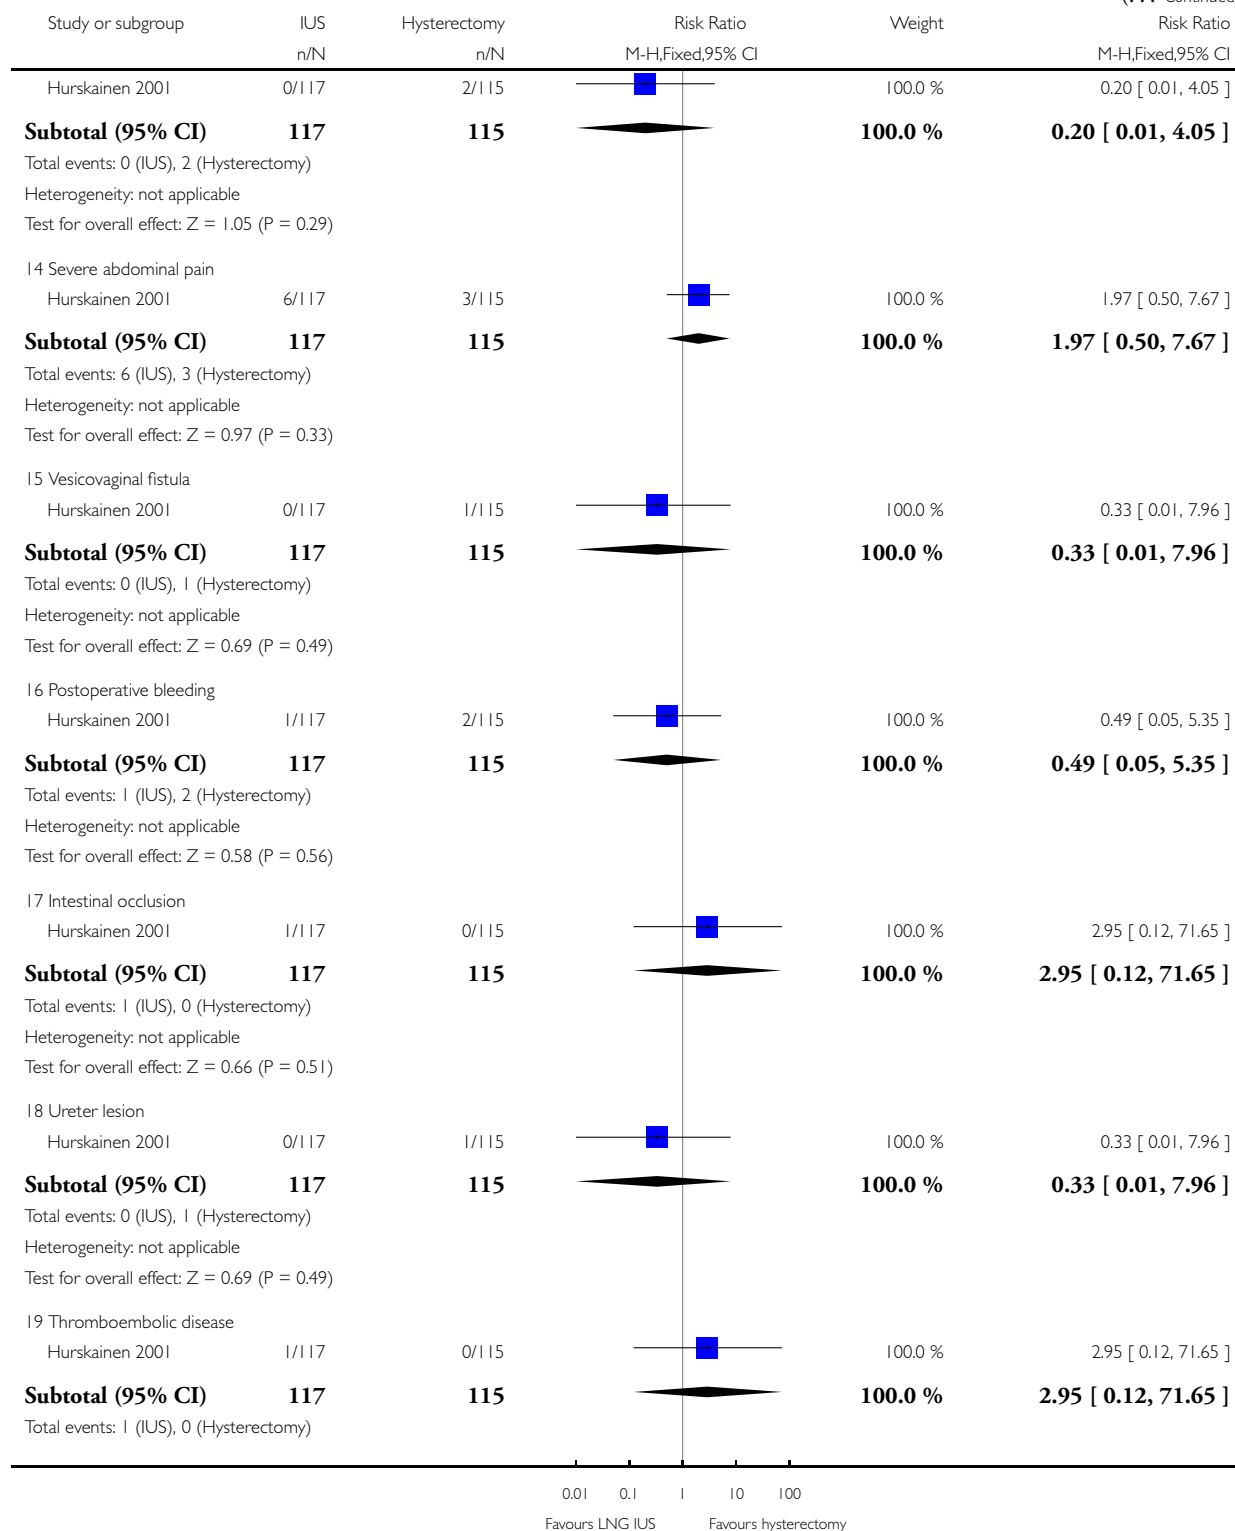 Continued
Study or subgroup IUS Hysterectomy Risk Ratio Weight Risk Ratio
n/N n/N M-H,Fixed,95% CI M-H,Fixed,95% CI
Hurskainen 2001 0/117 2/115 100.0 % 0.20 [ 0.01, 4.05 ]
Subtotal (95% CI) 117 115 100.0 % 0.20 [ 0.01, 4.05 ]
Total events: 0 (IUS), 2 (Hysterectomy)
Heterogeneity: not applicable
Test for overall effect: Z = 1.05 (P = 0.29)
14 Severe abdominal pain
Hurskainen 2001 6/117 3/115 100.0 % 1.97 [ 0.50, 7.67 ]
Subtotal (95% CI) 117 115 100.0 % 1.97 [ 0.50, 7.67 ]
Total events: 6 (IUS), 3 (Hysterectomy)
Heterogeneity: not applicable
Test for overall effect: Z = 0.97 (P = 0.33)
15 Vesicovaginal fistula
Hurskainen 2001 0/117 1/115 100.0 % 0.33 [ 0.01, 7.96 ]
Subtotal (95% CI) 117 115 100.0 % 0.33 [ 0.01, 7.96 ]
Total events: 0 (IUS), 1 (Hysterectomy)
Heterogeneity: not applicable
Test for overall effect: Z = 0.69 (P = 0.49)
16 Postoperative bleeding
Hurskainen 2001 1/117 2/115 100.0 % 0.49 [ 0.05, 5.35 ]
Subtotal (95% CI) 117 115 100.0 % 0.49 [ 0.05, 5.35 ]
Total events: 1 (IUS), 2 (Hysterectomy)
Heterogeneity: not applicable
Test for overall effect: Z = 0.58 (P = 0.56)
17 Intestinal occlusion
Hurskainen 2001 1/117 0/115 100.0 % 2.95 [ 0.12, 71.65 ]
Subtotal (95% CI) 117 115 100.0 % 2.95 [ 0.12, 71.65 ]
Total events: 1 (IUS), 0 (Hysterectomy)
Heterogeneity: not applicable
Test for overall effect: Z = 0.66 (P = 0.51)
18 Ureter lesion
Hurskainen 2001 0/117 1/115 100.0 % 0.33 [ 0.01, 7.96 ]
Subtotal (95% CI) 117 115 100.0 % 0.33 [ 0.01, 7.96 ]
Total events: 0 (IUS), 1 (Hysterectomy)
Heterogeneity: not applicable
Test for overall effect: Z = 0.69 (P = 0.49)
19 Thromboembolic disease
Hurskainen 2001 1/117 0/115 100.0 % 2.95 [ 0.12, 71.65 ]
Subtotal (95% CI) 117 115 100.0 % 2.95 [ 0.12, 71.65 ]
Total events: 1 (IUS), 0 (Hysterectomy)
0.01 0.1 1 10 100
Favours LNG IUS Favours hysterectomy